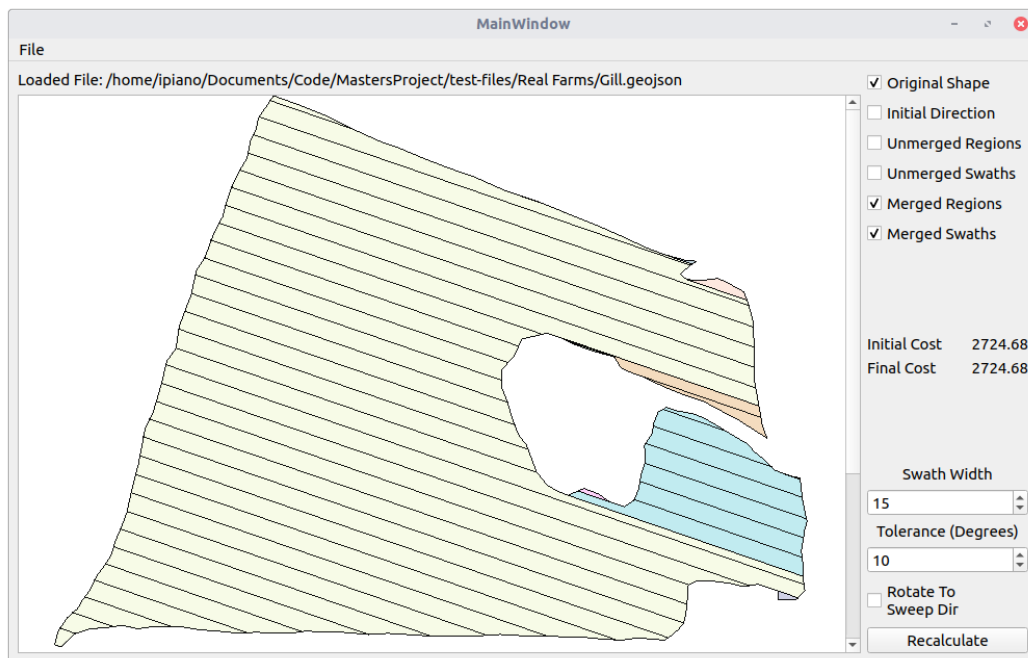 MainWindow
File
Loaded File: /home/ipiano/Documents/Code/MastersProject/test-files/Real Farms/Gill.geojson
Original Shape
Initial Direction
Unmerged Regions
Unmerged Swaths
Merged Regions
Merged Swaths
Initial Cost 2724.68
Final Cost 2724.68
Swath Width
15
Tolerance (Degrees)
10
Rotate To
Sweep Dir
Recalculate